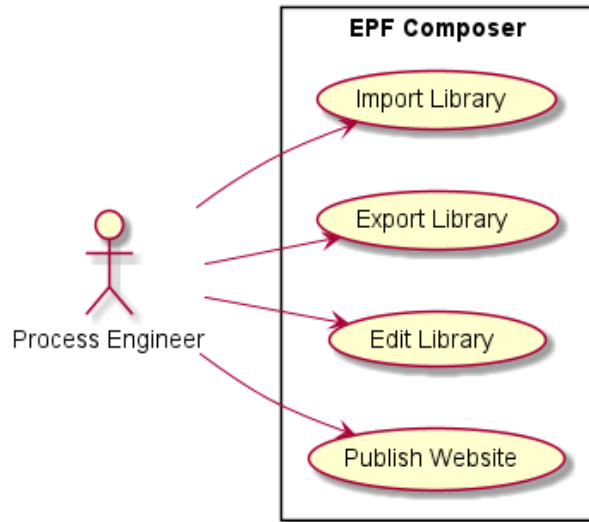 EPF Composer
Import Library
Export Library
Process Engineer
Edit Library
Publish Website